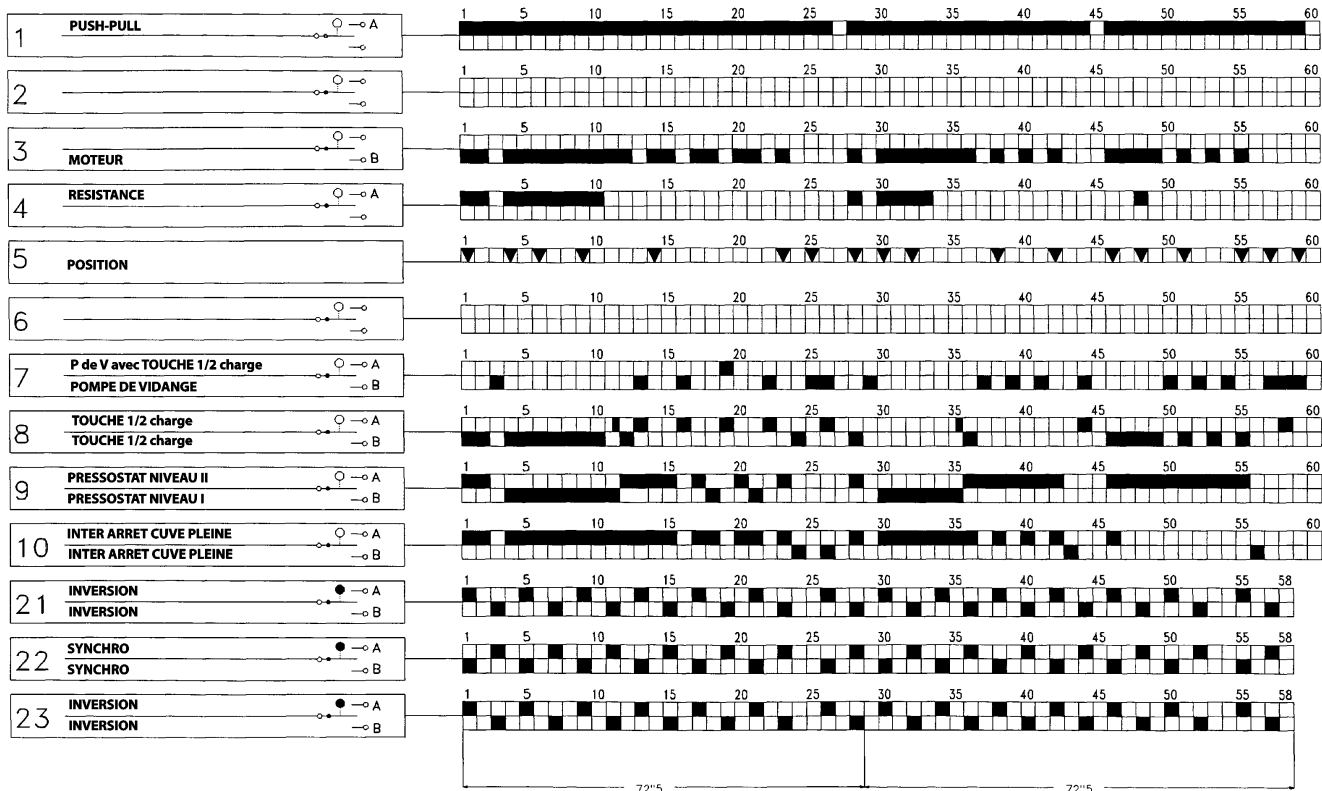 1 5 10 15 20 25 30 35 40 45 50 55 60
1 PUSH-PULL A
1 5 10 15 20 25 30 35 40 45 50 55 60
2
1 5 10 15 20 25 30 35 40 45 50 55 60
3 MOTEUR B
1 5 10 15 20 25 30 35 40 45 50 55 60
4 RESISTANCE A
1 5 10 15 20 25 30 35 40 45 50 55 60
5 POSITION
1 5 10 15 20 25 30 35 40 45 50 55 60
6
1 5 10 15 20 25 30 35 40 45 50 55 60
7 P de V avec TOUCHE 1/2 charge A
POMPE DE VIDANGE B
1 5 10 15 20 25 30 35 40 45 50 55 60
8 TOUCHE 1/2 charge A
TOUCHE 1/2 charge B
1 5 10 15 20 25 30 35 40 45 50 55 60
9 PRESSOSTAT NIVEAU II A
PRESSOSTAT NIVEAU I B
1 5 10 15 20 25 30 35 40 45 50 55 60
10 INTER ARRET CUVE PLEINE A
INTER ARRET CUVE PLEINE B
1 5 10 15 20 25 30 35 40 45 50 55 58
21 INVERSION A
INVERSION B
1 5 10 15 20 25 30 35 40 45 50 55 58
22 SYNCHRO A
SYNCHRO B
1 5 10 15 20 25 30 35 40 45 50 55 58
23 INVERSION A
INVERSION B
72"5 72"5